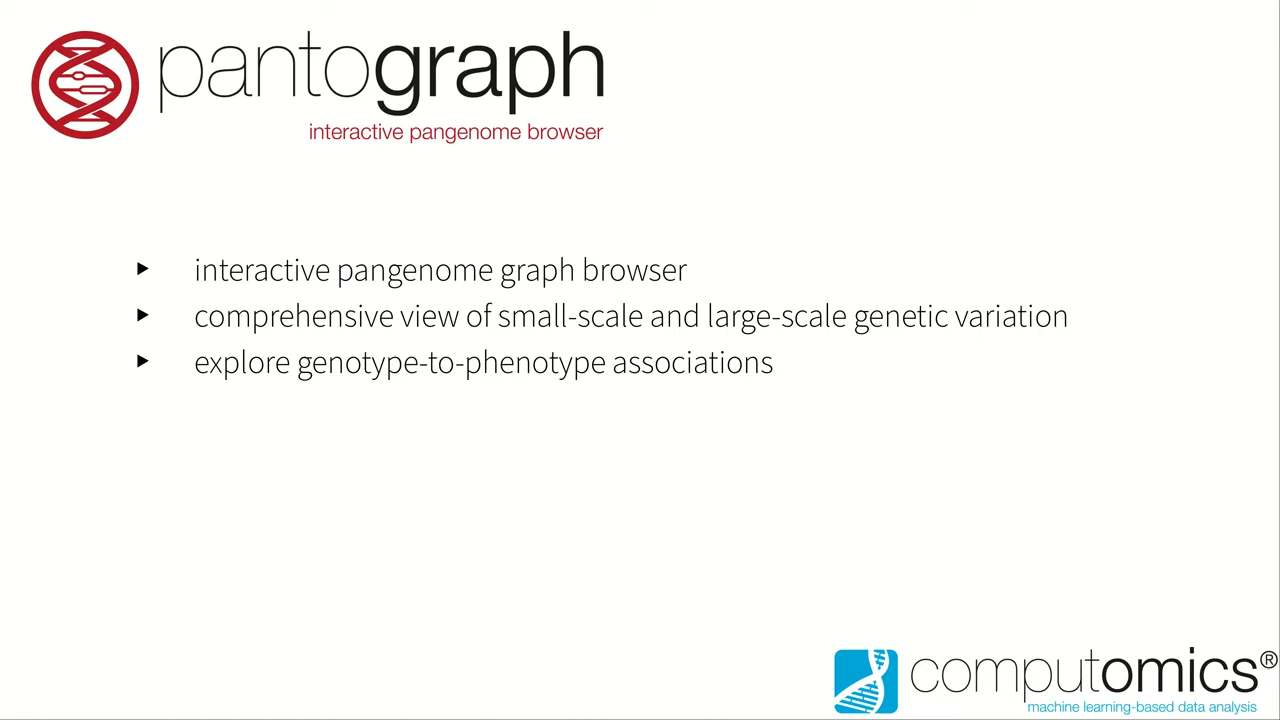 pantograph
interactive pangenome browser
▶ interactive pangenome graph browser
▶ comprehensive view of small-scale and large-scale genetic variation
▶ explore genotype-to-phenotype associations
computomics®
machine learning-based data analysis